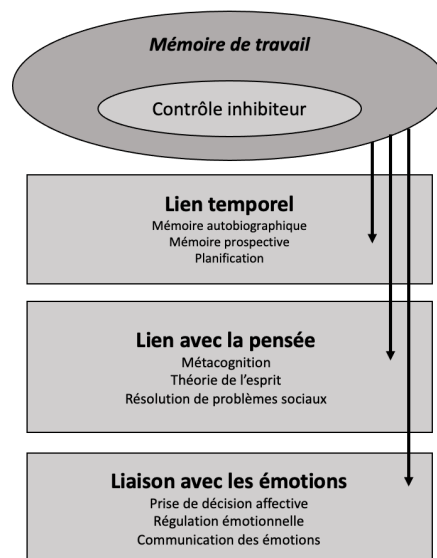 Mémoire de travail
Contrôle inhibiteur
Lien temporel
Mémoire autobiographique
Mémoire prospective
Planification
Lien avec la pensée
Métacognition
Théorie de l’esprit
Résolution de problèmes sociaux
Liaison avec les émotions
Prise de décision affective
Régulation émotionnelle
Communication des émotions